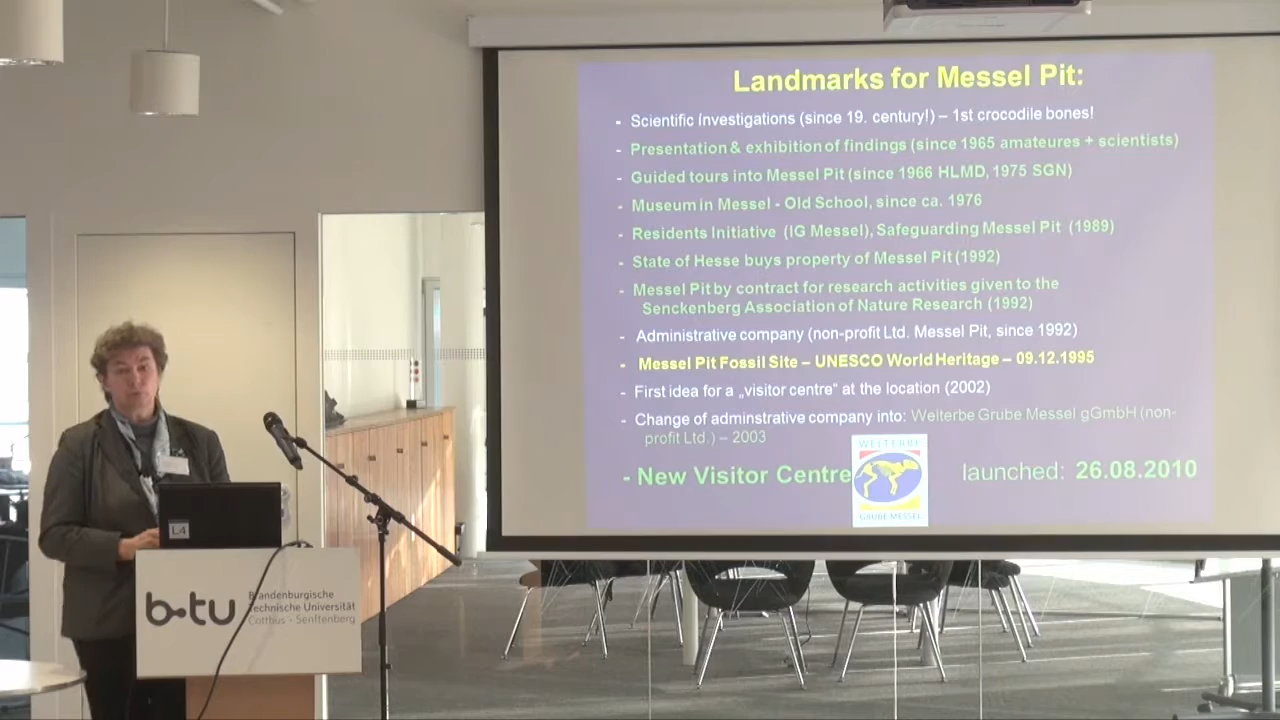 Landmarks for Messel Pit:
- Scientific investigations (since 19. century!) – 1st crocodile bones!
- Presentation & exhibition of findings (since 1965 amateures + scientists)
- Guided tours into Messel Pit (since 1966 HLMD, 1975 SGN)
- Museum in Messel - Old School, since ca. 1976
- Residents Initiative (IG Messel), Safeguarding Messel Pit (1989)
- State of Hesse buys property of Messel Pit (1992)
- Messel Pit by contract for research activities given to the
Senckenberg Association of Nature Research (1992)
- Administrative company (non-profit Ltd. Messel Pit, since 1992)
- Messel Pit Fossil Site – UNESCO World Heritage – 09.12.1995
- First idea for a „visitor centre“ at the location (2002)
- Change of adminstrative company into: Welterbe Grube Messel gGmbH (non-
profit Ltd.) – 2003
WELTERBE
- New Visitor Centre launched: 26.08.2010
GRUBE MESSEL
L4
b-tu
Brandenburgische
Technische Universität
Cottbus - Senftenberg